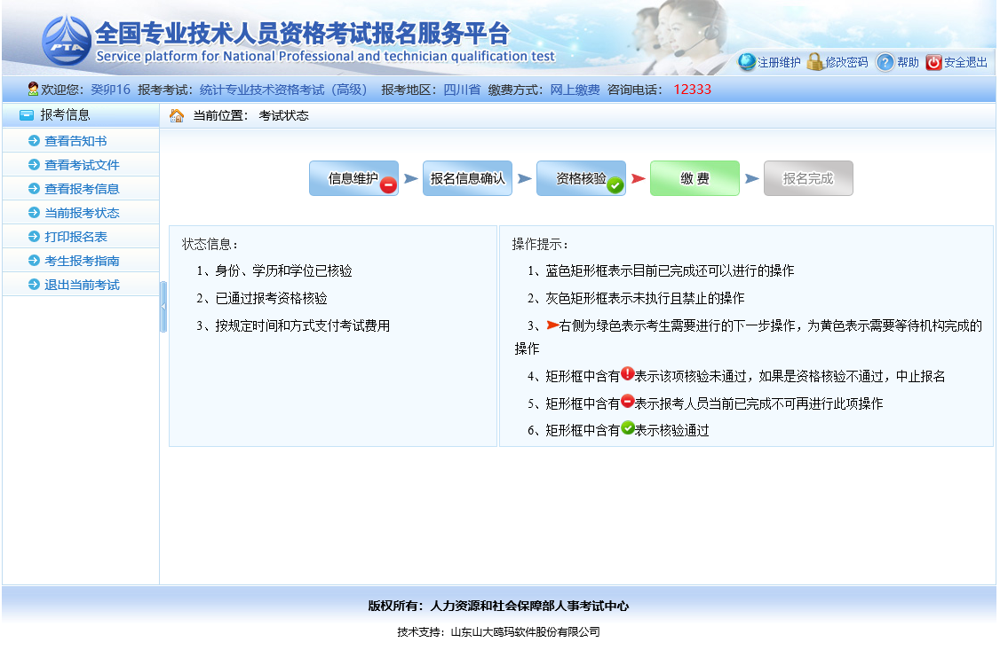 全国专业技术人员资格考试报名服务平台
Service platform for National Professional and technician qualification test
PTA
注册维护 修改密码 帮助 安全退出
欢迎您：癸卯16 报考考试：统计专业技术资格考试（高级） 报考地区：四川省 缴费方式：网上缴费 咨询电话：12333
报考信息
当前位置： 考试状态
查看告知书
查看考试文件
查看报考信息
当前报考状态
打印报名表
考生报考指南
退出当前考试
信息维护 报名信息确认 资格核验 缴 费 报名完成
状态信息：
1、身份、学历和学位已核验
2、已通过报考资格核验
3、按规定时间和方式支付考试费用
操作提示：
1、蓝色矩形框表示目前已完成还可以进行的操作
2、灰色矩形框表示未执行且禁止的操作
3、右侧为绿色表示考生需要进行的下一步操作，为黄色表示需要等待机构完成的
操作
4、矩形框中含有表示该项核验未通过，如果是资格核验不通过，中止报名
5、矩形框中含有表示报考人员当前已完成不可再进行此项操作
6、矩形框中含有表示核验通过
版权所有：人力资源和社会保障部人事考试中心
技术支持：山东山大鸥玛软件股份有限公司